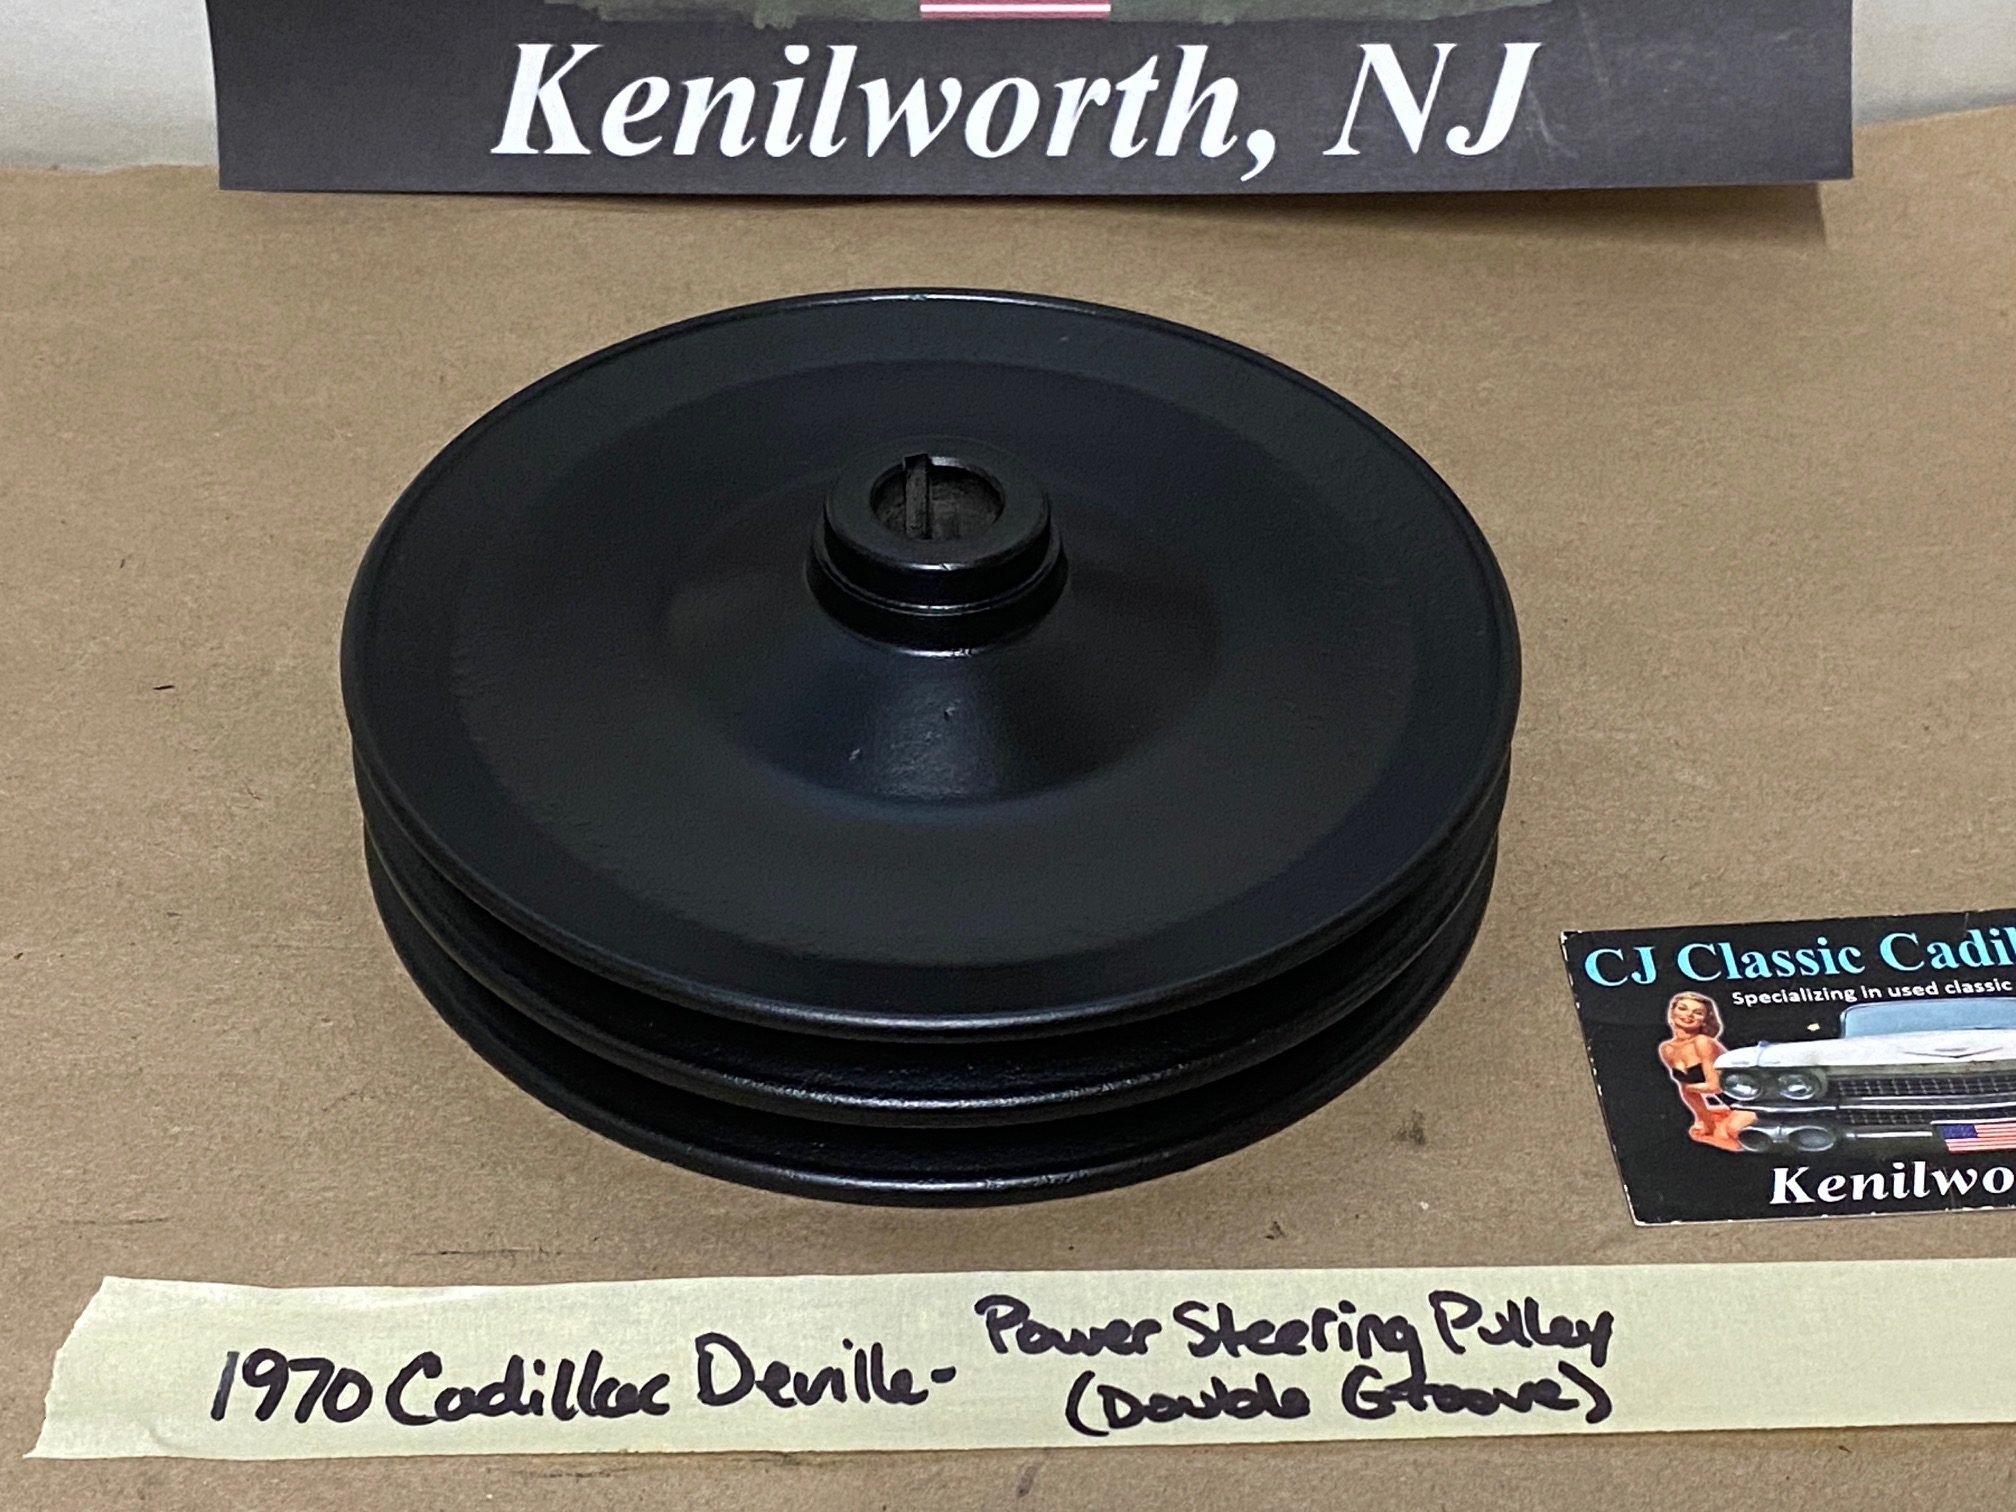 Kenilworth, NJ
CJ Classic Cadil
Specializing in used classic
Kenilwo
1970 Cadillac Deville- Power Steering Pulley
(Double Groove)